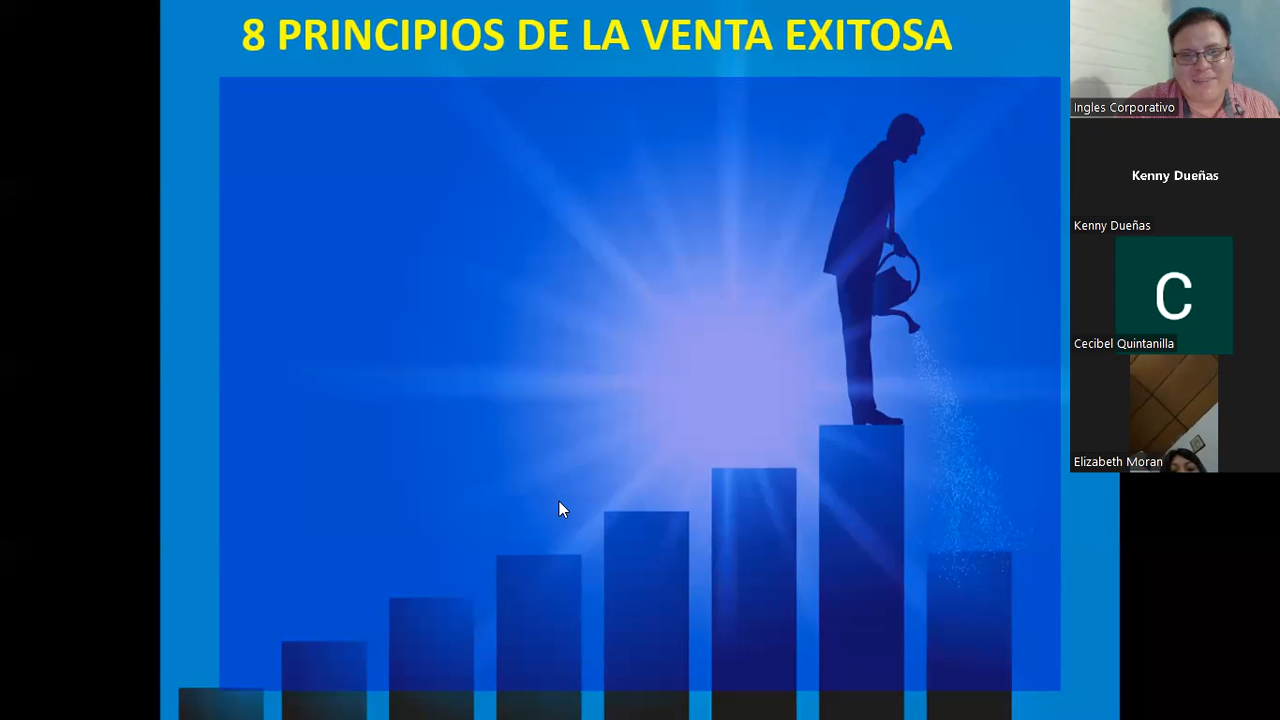 8 PRINCIPIOS DE LA VENTA EXITOSA
Ingles Corporativo
Kenny Dueñas
Kenny Dueñas
C
Cecibel Quintanilla
Elizabeth Moran